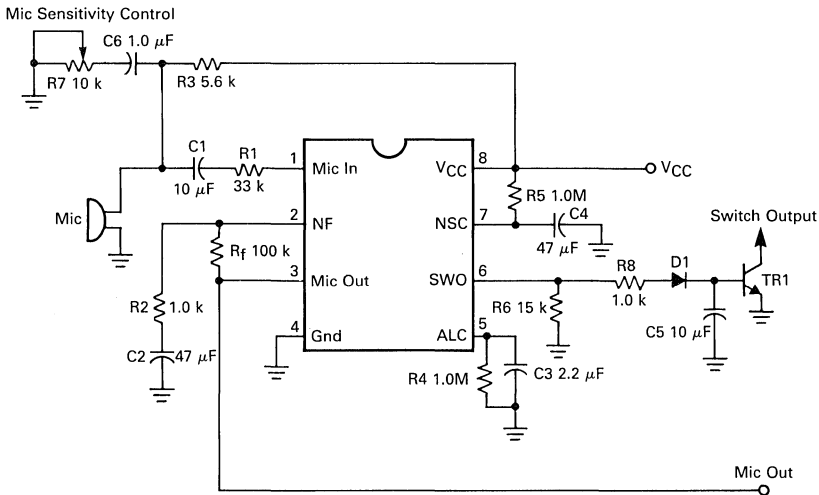 Mic Sensitivity Control
C6 1.0 μF
R7 10 k
R3 5.6 k
C1
10 μF
R1
33 k
1
Mic In
VCC
8
VCC
R5 1.0M
Mic
2
NF
NSC
7
C4
47 μF
Switch Output
Rf 100 k
3
Mic Out
SWO
6
R8
1.0 k
D1
TR1
R2
1.0 k
R6 15 k
C5 10 μF
4
Gnd
ALC
5
C2
47 μF
R4 1.0M
C3 2.2 μF
Mic Out